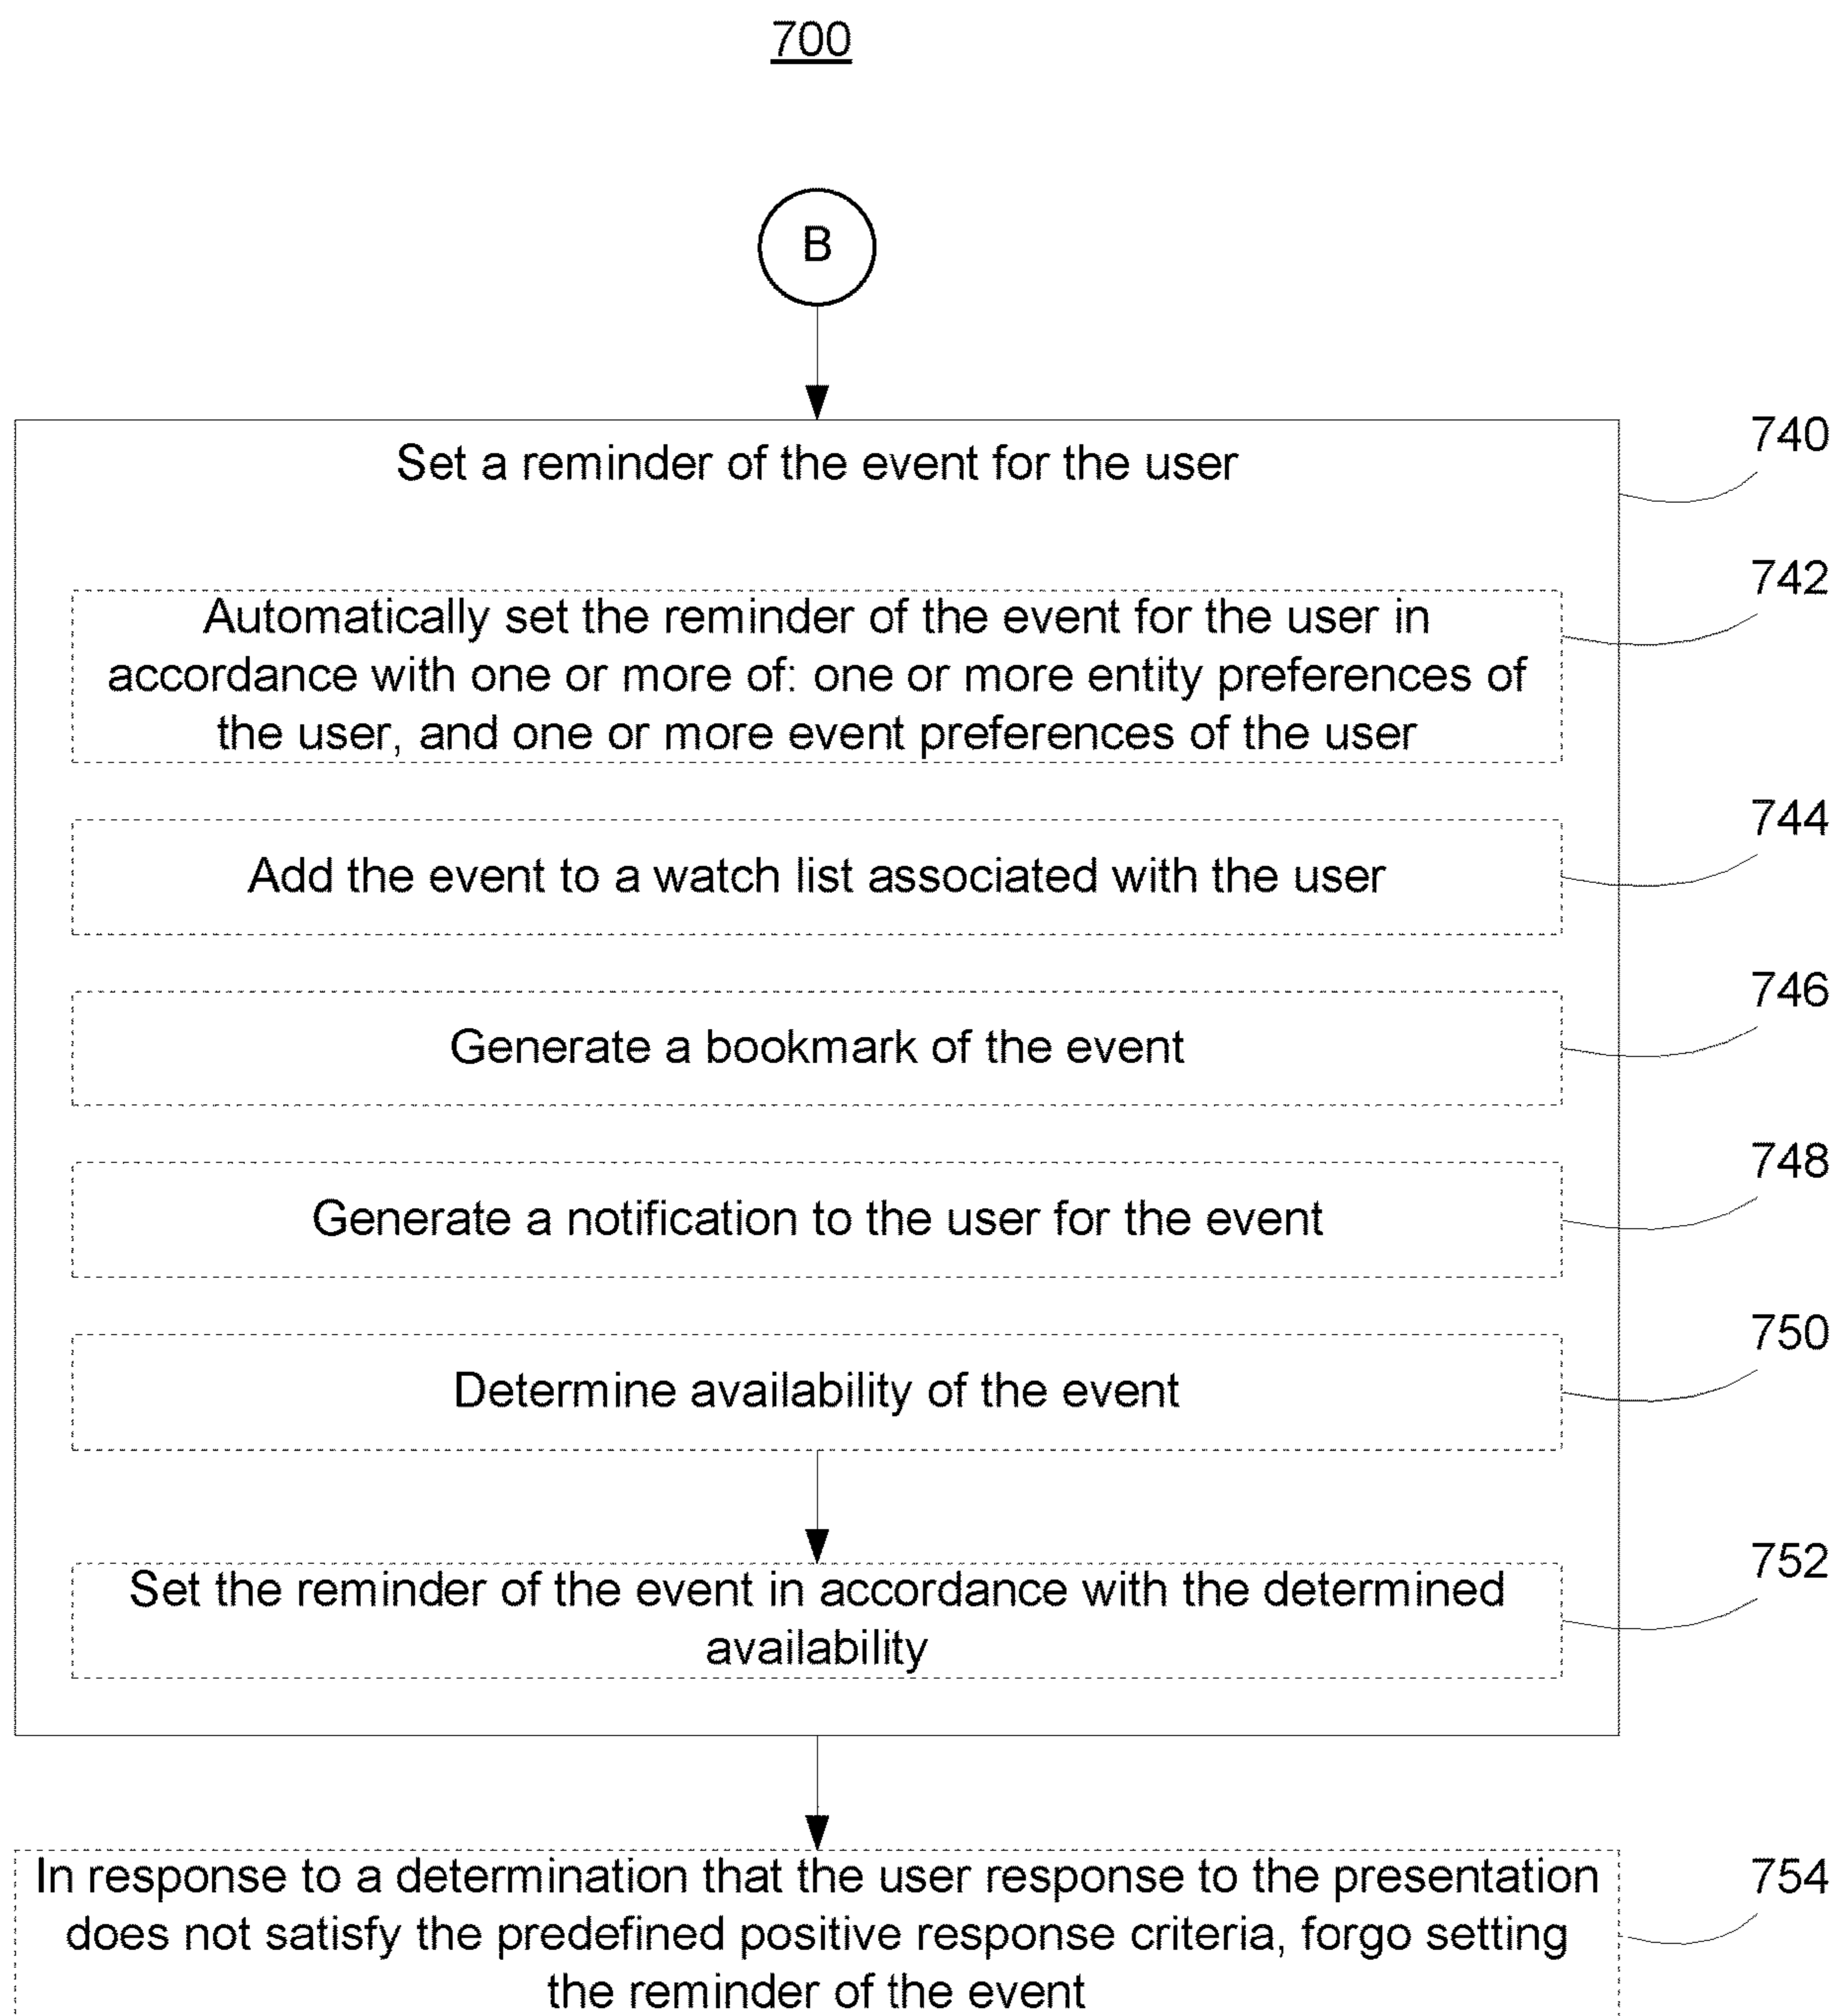 700
B
Set a reminder of the event for the user
740
Automatically set the reminder of the event for the user in
accordance with one or more of: one or more entity preferences of
the user, and one or more event preferences of the user
742
Add the event to a watch list associated with the user
744
Generate a bookmark of the event
746
Generate a notification to the user for the event
748
Determine availability of the event
750
Set the reminder of the event in accordance with the determined
availability
752
In response to a determination that the user response to the presentation
does not satisfy the predefined positive response criteria, forgo setting
the reminder of the event
754